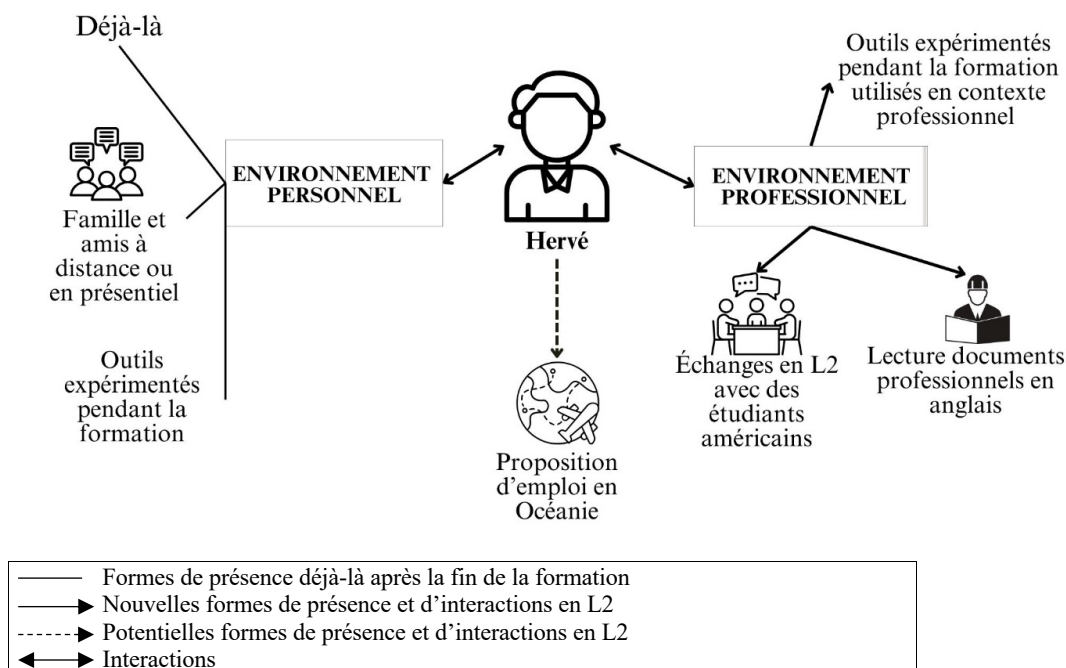 Déjà-là
Famille et
amis à
distance ou
en présentiel
Outils
expérimentés
pendant la
formation
ENVIRONNEMENT
PERSONNEL
Hervé
Proposition
d'emploi en
Océanie
Outils expérimentés
pendant la formation
utilisés en contexte
professionnel
ENVIRONNEMENT
PROFESSIONNEL
Échanges en L2
avec des
étudiants
américains
Lecture documents
professionnels en
anglais
Formes de présence déjà-là après la fin de la formation
Nouvelles formes de présence et d'interactions en L2
Potentielles formes de présence et d'interactions en L2
Interactions